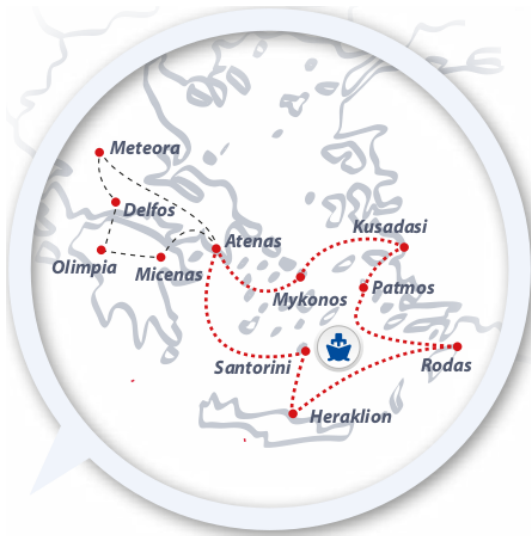 Meteora
Delfos
Kusadasi
Atenas
Olimpia
Micenas
Mykonos
Patmos
Santorini
Rodas
Heraklion